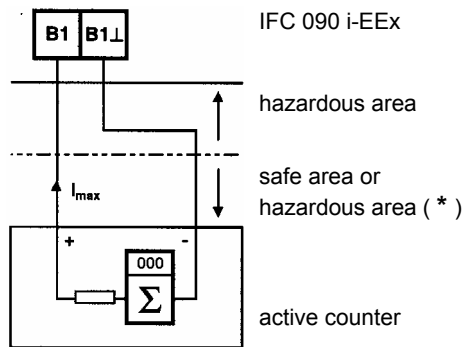 B1 B1⊥ IFC 090 i-EEx
hazardous area
safe area or
hazardous area ( * )
Imax
+ -
000
Σ
active counter